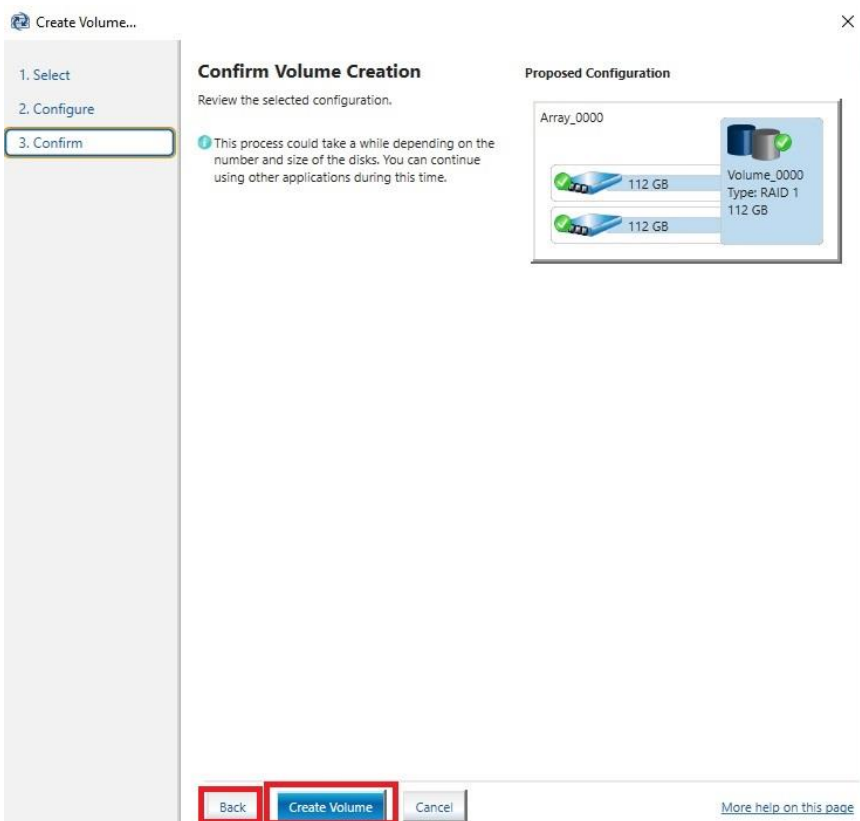 Create Volume...
1. Select
2. Configure
3. Confirm
Confirm Volume Creation
Review the selected configuration.
This process could take a while depending on the
number and size of the disks. You can continue
using other applications during this time.
Proposed Configuration
Array_0000
112 GB
112 GB
Volume_0000
Type: RAID 1
112 GB
Back
Create Volume
Cancel
More help on this page